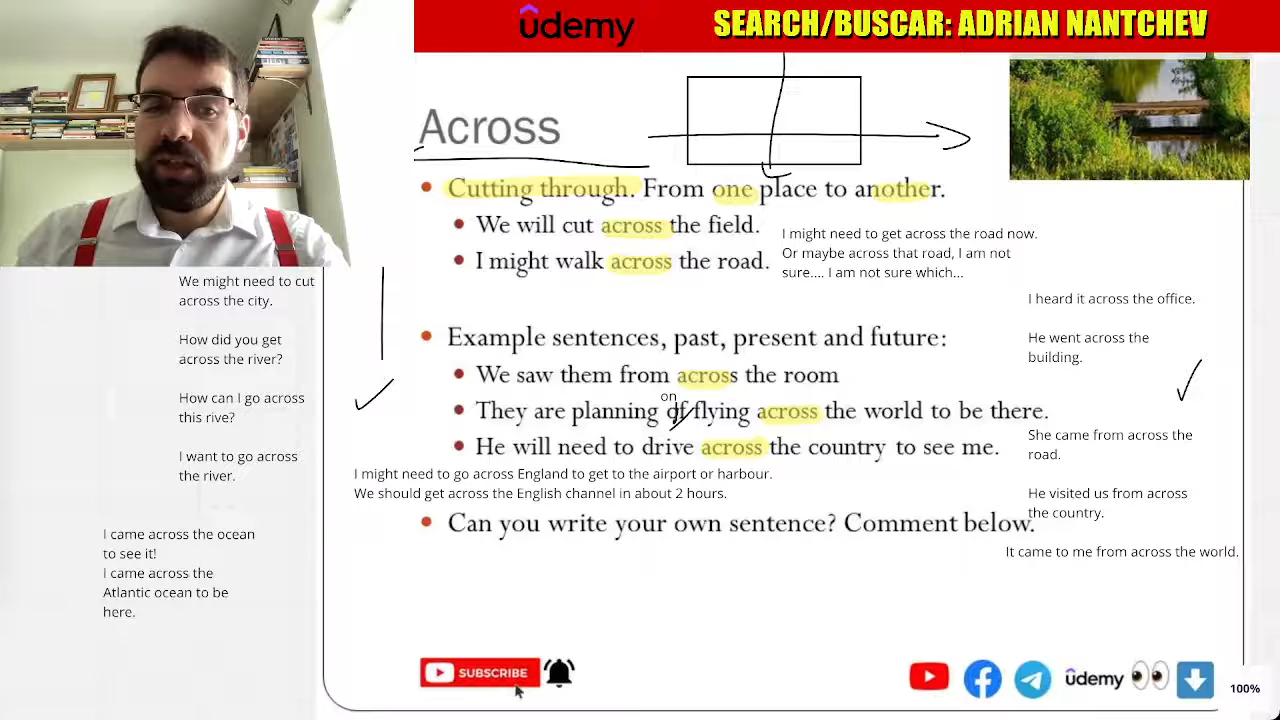 ûdemy
SEARCH/BUSCAR: ADRIAN NANTCHEV
Across
Cutting through. From one place to another.
We will cut across the field.
I might walk across the road.
I might need to get across the road now.
Or maybe across that road, I am not
sure.... I am not sure which...
Example sentences, past, present and future:
We saw them from across the room
on
They are planning of flying across the world to be there.
He will need to drive across the country to see me.
I might need to go across England to get to the airport or harbour.
We should get across the English channel in about 2 hours.
Can you write your own sentence? Comment below.
We might need to cut
across the city.
How did you get
across the river?
How can I go across
this rive?
I want to go across
the river.
I came across the ocean
to see it!
I came across the
Atlantic ocean to be
here.
I heard it across the office.
He went across the
building.
She came from across the
road.
He visited us from across
the country.
It came to me from across the world.
SUBSCRIBE
ûdemy
100%